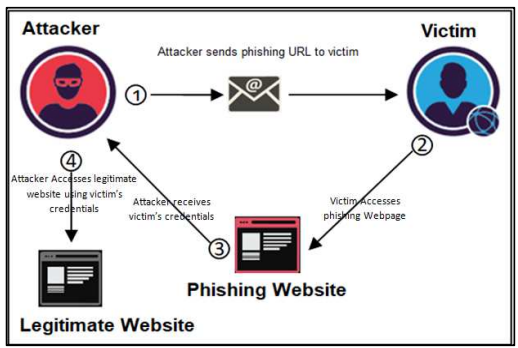 Attacker
Victim
Attacker sends phishing URL to victim
@
1
2
4
Attacker Accesses legitimate
website using victim's
credentials
Attacker receives
victim's credentials
Victim Accesses
phishing Webpage
3
Phishing Website
Legitimate Website